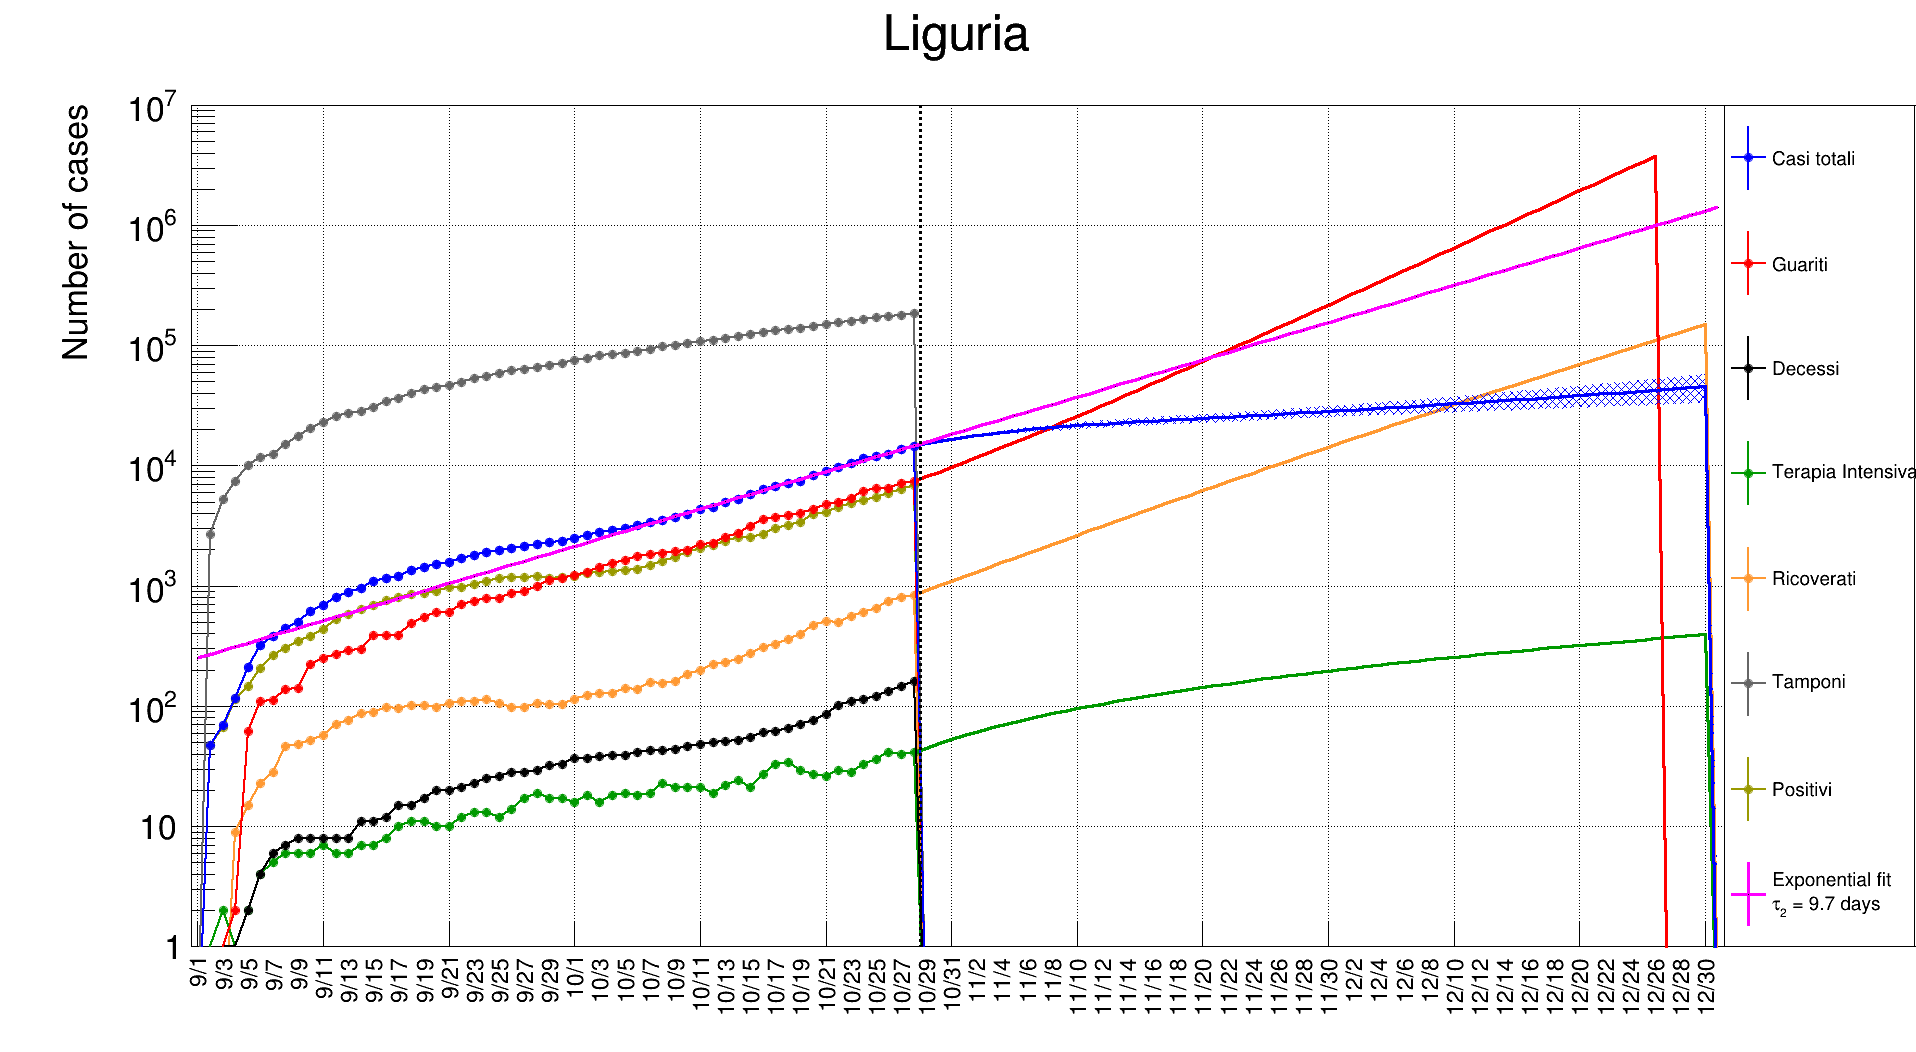 Liguria
Number of cases
10^7
10^6
10^5
10^4
10^3
10^2
10
1
9/1 9/3 9/5 9/7 9/9 9/11 9/13 9/15 9/17 9/19 9/21 9/23 9/25 9/27 9/29 10/1 10/3 10/5 10/7 10/9 10/11 10/13 10/15 10/17 10/19 10/21 10/23 10/25 10/27 10/29 10/31 11/2 11/4 11/6 11/8 11/10 11/12 11/14 11/16 11/18 11/20 11/22 11/24 11/26 11/28 11/30 12/2 12/4 12/6 12/8 12/10 12/12 12/14 12/16 12/18 12/20 12/22 12/24 12/26 12/28 12/30
Casi totali
Guariti
Decessi
Terapia Intensiva
Ricoverati
Tamponi
Positivi
Exponential fit
τ₂ = 9.7 days